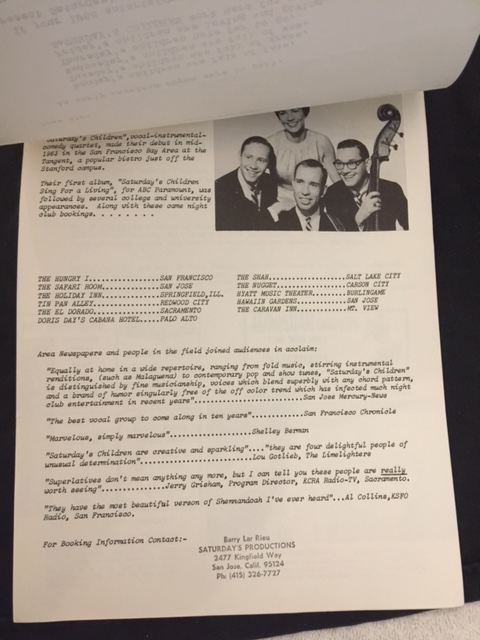 "Saturday's Children",vocal-instrumental-
comedy quartet, made their debut in mid-
1962 in the San Francisco Bay Area at the
Tangent, a popular bistro just off the
Stanford campus.
Their first album, "Saturday's Children
Sing For a Living", for ABC Paramount, was
followed by several college and university
appearances. Along with these came night
club bookings. . . . . . . .
THE HUNGRY I................SAN FRANCISCO
THE SAFARI ROOM.............SAN JOSE
THE HOLIDAY INN.............SPRINGFIELD,ILL.
TIN PAN ALLEY...............REDWOOD CITY
THE EL DORADO...............SACRAMENTO
DORIS DAY'S CABANA HOTEL.....PALO ALTO
THE SHAH..................SALT LAKE CITY
THE NUGGET................CARSON CITY
HYATT MUSIC THEATER.......BURLINGAME
HAWAIIN GARDENS...........SAN JOSE
THE CARAVAN INN...........MT. VIEW
Area Newspapers and people in the field joined audiences in acclaim;
"Equally at home in a wide repertoire, ranging from fold music, stirring instrumental
renditions, (such as Malaguena) to contemporary pop and show tunes, "Saturday's Children"
is distinguished by fine musicianship, voices which blend superbly with any chord pattern,
and a brand of humor singularly free of the off color trend which has infected much night
club entertainment in recent years"...........................San Jose Mercury-News
"The best vocal group to come along in ten years".............San Francisco Chronicle
"Marvelous, simply marvelous"....................Shelley Berman
"Saturday's Children are creative and sparkling"...."they are four delightful people of
unusual determination"...........................Lou Gotlieb, The Limelighters
"Superlatives don't mean anything any more, but I can tell you these people are really
worth seeing"................Jerry Grisham, Program Director, KCRA Radio-TV, Sacramento.
"They have the most beautiful verson of Shennandoah I've ever heard"...Al Collins,KSFO
Radio, San Francisco.
For Booking Information Contact:-
Barry Lar Rieu
SATURDAY'S PRODUCTIONS
2477 Kingfield Way
San Jose, Calif. 95124
Ph: (415) 326-7727